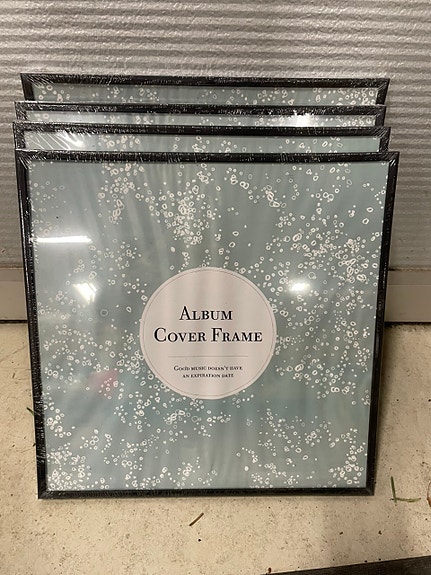 Album
Cover Frame
Good music doesn't have
an expiration date